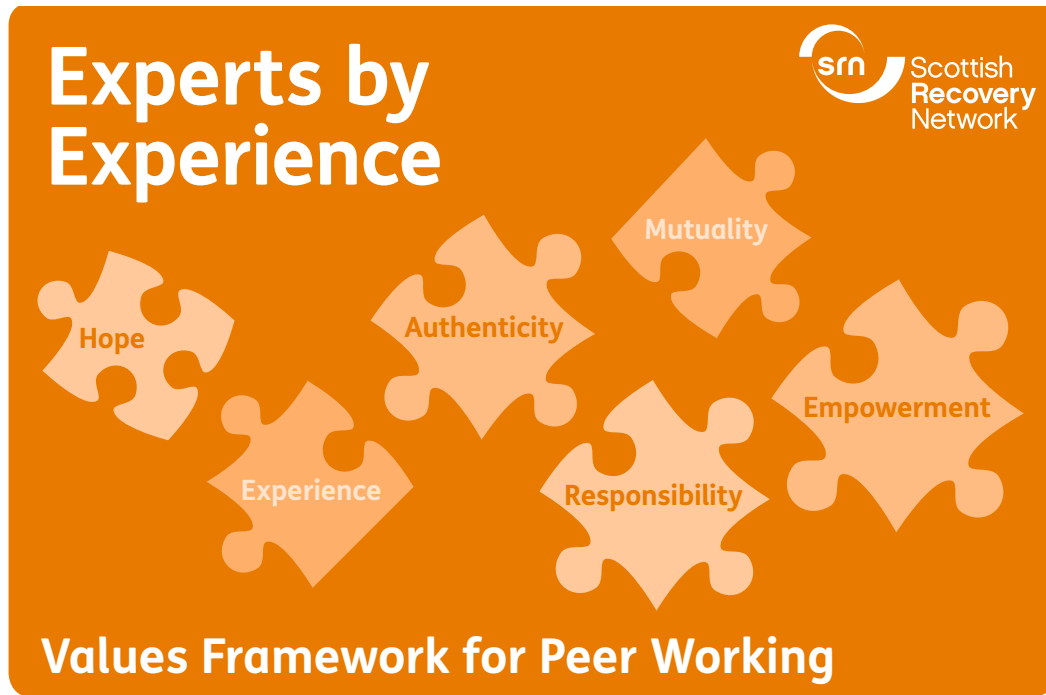 Experts by
Experience
srn
Scottish
Recovery
Network
Mutuality
Authenticity
Hope
Empowerment
Experience
Responsibility
Values Framework for Peer Working